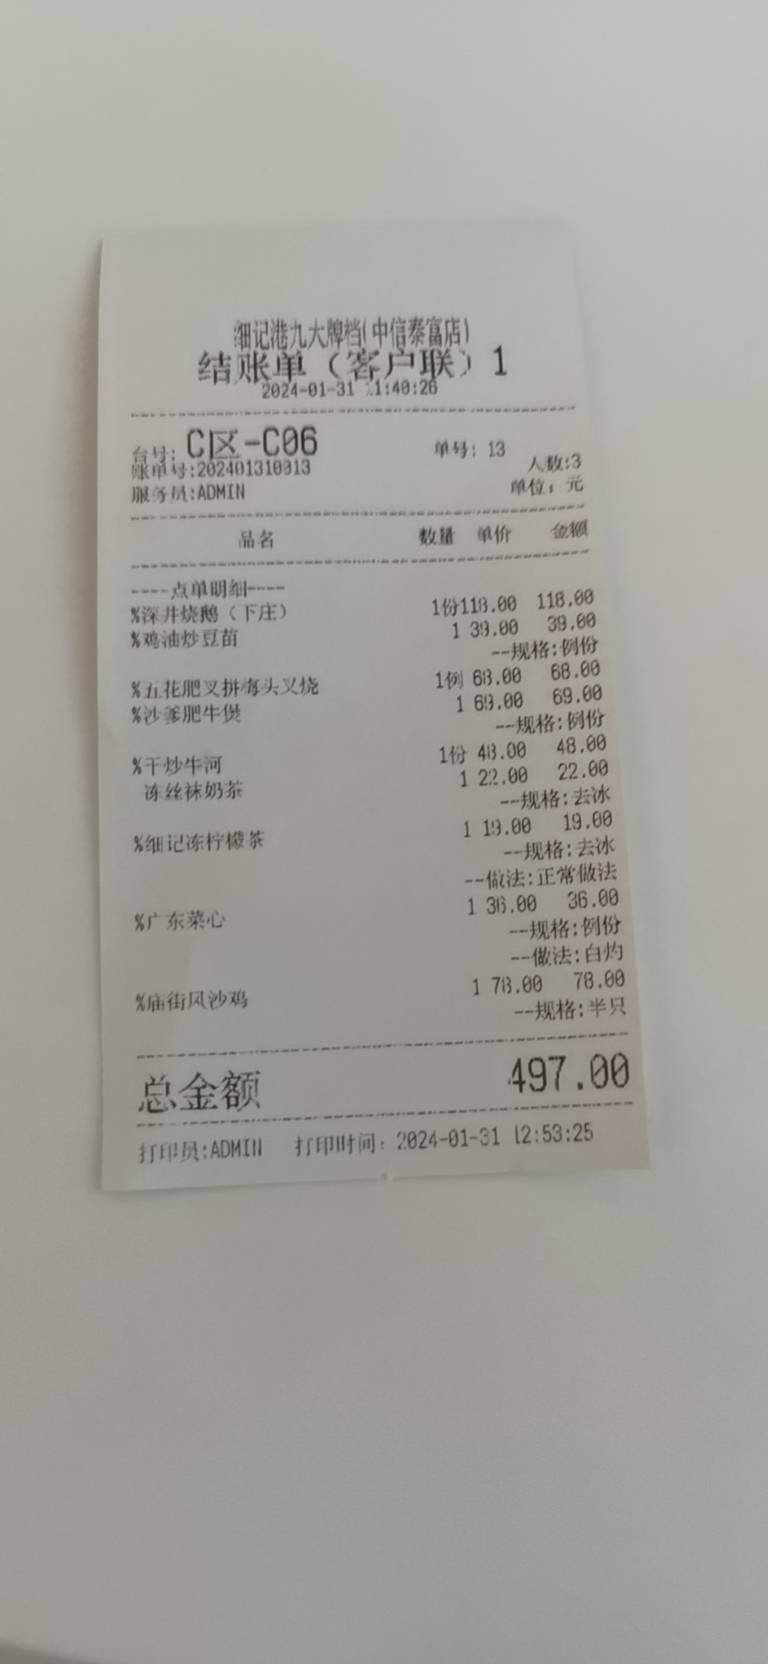 细记港九大牌档(中信泰富店)
结账单（客户联）1
2024-01-31 11:40:26
台号: C区-C06 单号: 13
账单号:202401310013 人数:3
服务员:ADMIN 单位: 元
品名 数量 单价 金额
----点单明细----
%深井烧鹅（下庄） 1份118.00 118.00
%鸡油炒豆苗 1 39.00 39.00
--规格:例份
%五花肥叉拼梅头叉烧 1例 68.00 68.00
%沙爹肥牛煲 1 69.00 69.00
--规格:例份
%干炒牛河 1份 48.00 48.00
冻丝袜奶茶 1 22.00 22.00
--规格:去冰
%细记冻柠檬茶 1 19.00 19.00
--规格:去冰
--做法:正常做法
%广东菜心 1 36.00 36.00
--规格:例份
--做法:白灼
%庙街风沙鸡 1 78.00 78.00
--规格:半只
总金额 497.00
打印员:ADMIN 打印时间: 2024-01-31 12:53:25